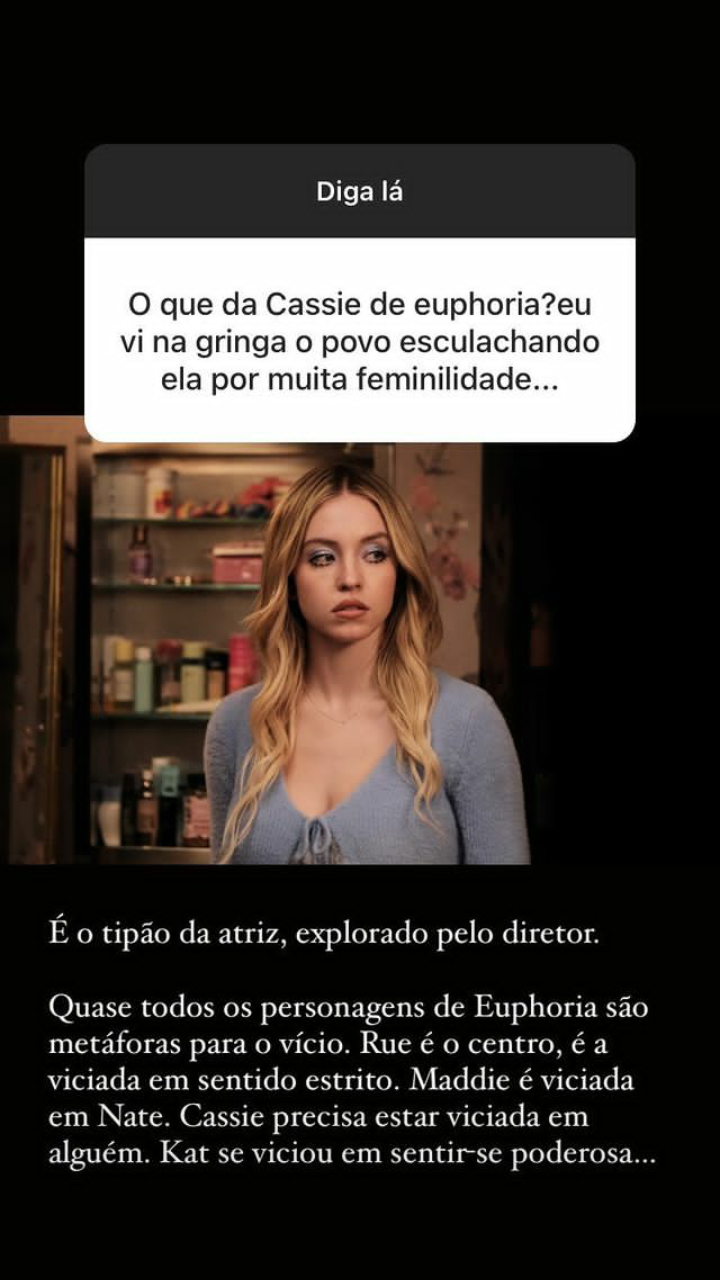 Diga lá
O que da Cassie de euphoria?eu
vi na gringa o povo esculachando
ela por muita feminilidade...
É o tipão da atriz, explorado pelo diretor.
Quase todos os personagens de Euphoria são
metáforas para o vício. Rue é o centro, é a
viciada em sentido estrito. Maddie é viciada
em Nate. Cassie precisa estar viciada em
alguém. Kat se viciou em sentir-se poderosa...